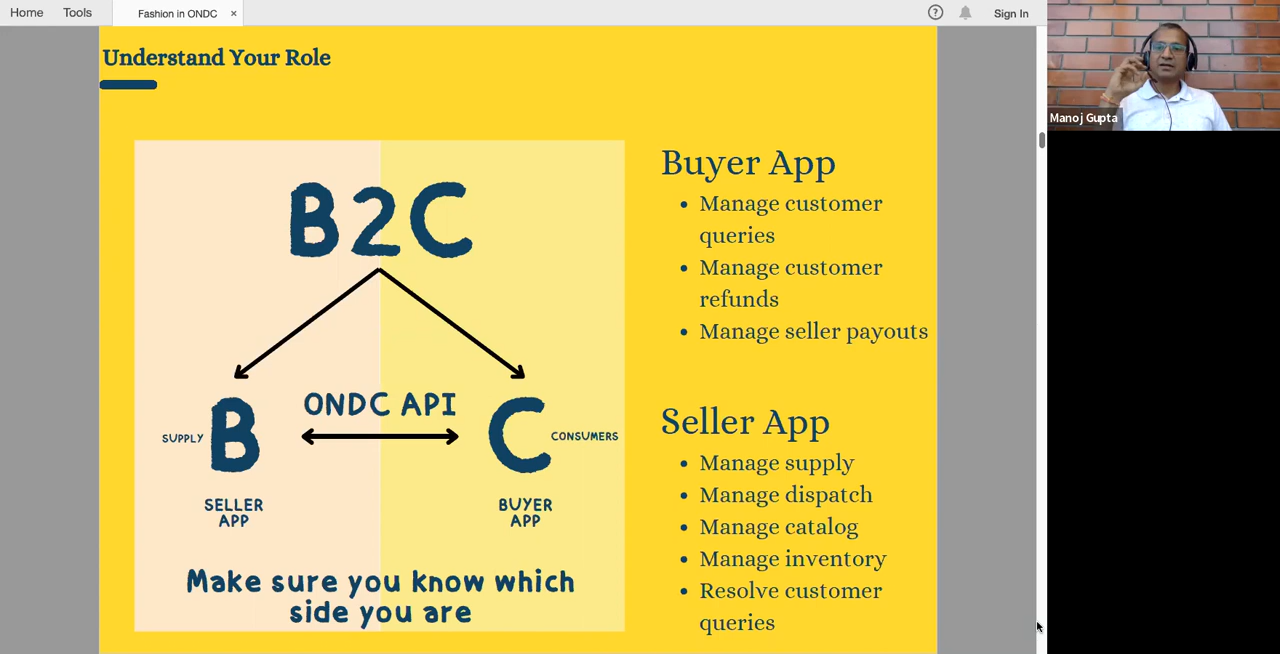 Home Tools Fashion in ONDC × ? Sign In
Understand Your Role
B2C
ONDC API
SUPPLY B C CONSUMERS
SELLER
APP
BUYER
APP
Make sure you know which
side you are
Buyer App
• Manage customer
queries
• Manage customer
refunds
• Manage seller payouts
Seller App
• Manage supply
• Manage dispatch
• Manage catalog
• Manage inventory
• Resolve customer
queries
Manoj Gupta